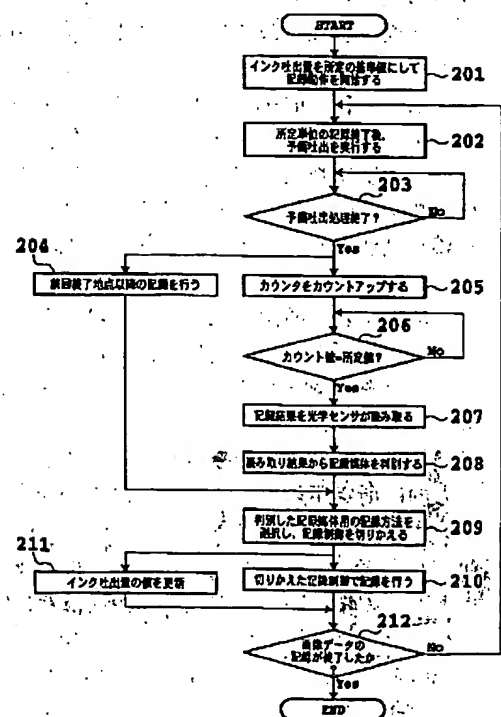 START
インク吐出量を所定の基準値にして
記録動作を開始する
201
所定単位の記録終了後、
予備吐出を実行する
202
203
予備吐出処理終了?
No
Yes
204
前回終了地点以降の記録を行う
カウンタをカウントアップする
205
206
カウント値=所定値?
No
Yes
記録結果を光学センサが読み取る
207
読み取り結果から記録媒体を判別する
208
判別した記録媒体用の記録方法を
選択し、記録制御を切りかえる
209
211
インク吐出量の値を更新
切りかえた記録制御で記録を行う
210
212
画像データの
記録が終了したか
No
Yes
END